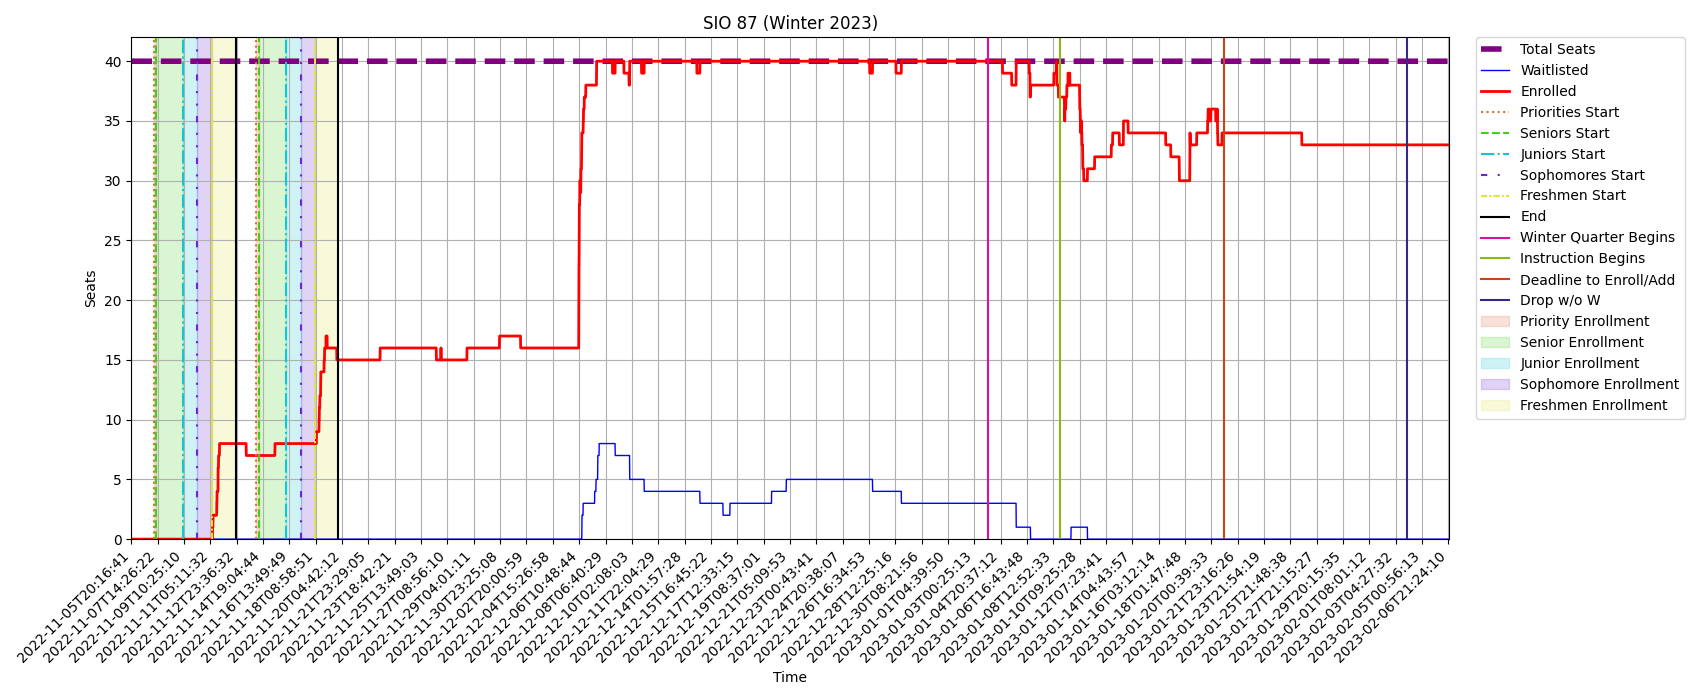 SIO 87 (Winter 2023)
Seats
40
35
30
25
20
15
10
5
0
2022-11-05T20:16:41
2022-11-07T14:26:22
2022-11-09T10:25:10
2022-11-11T05:11:32
2022-11-12T23:36:32
2022-11-14T19:04:44
2022-11-16T13:49:49
2022-11-18T08:58:51
2022-11-20T04:42:12
2022-11-21T23:29:05
2022-11-23T18:42:21
2022-11-25T13:49:03
2022-11-27T08:56:10
2022-11-29T04:01:11
2022-11-30T23:25:08
2022-12-02T20:00:59
2022-12-04T15:26:58
2022-12-06T10:48:44
2022-12-08T06:40:29
2022-12-10T02:08:03
2022-12-11T22:04:29
2022-12-14T01:57:28
2022-12-15T16:45:22
2022-12-17T12:33:15
2022-12-19T08:37:01
2022-12-21T05:09:53
2022-12-23T00:43:41
2022-12-24T20:38:07
2022-12-26T16:34:53
2022-12-28T12:25:16
2022-12-30T08:21:56
2023-01-01T04:39:50
2023-01-03T00:25:13
2023-01-04T20:37:12
2023-01-06T16:43:48
2023-01-08T12:52:33
2023-01-10T09:25:28
2023-01-12T07:23:41
2023-01-14T04:43:57
2023-01-16T03:12:14
2023-01-18T01:47:48
2023-01-20T00:39:33
2023-01-21T23:16:26
2023-01-23T21:54:19
2023-01-25T21:48:38
2023-01-27T21:15:27
2023-01-29T20:15:35
2023-02-01T08:01:12
2023-02-03T04:27:32
2023-02-05T00:56:13
2023-02-06T21:24:10
Time
Total Seats
Waitlisted
Enrolled
Priorities Start
Seniors Start
Juniors Start
Sophomores Start
Freshmen Start
End
Winter Quarter Begins
Instruction Begins
Deadline to Enroll/Add
Drop w/o W
Priority Enrollment
Senior Enrollment
Junior Enrollment
Sophomore Enrollment
Freshmen Enrollment